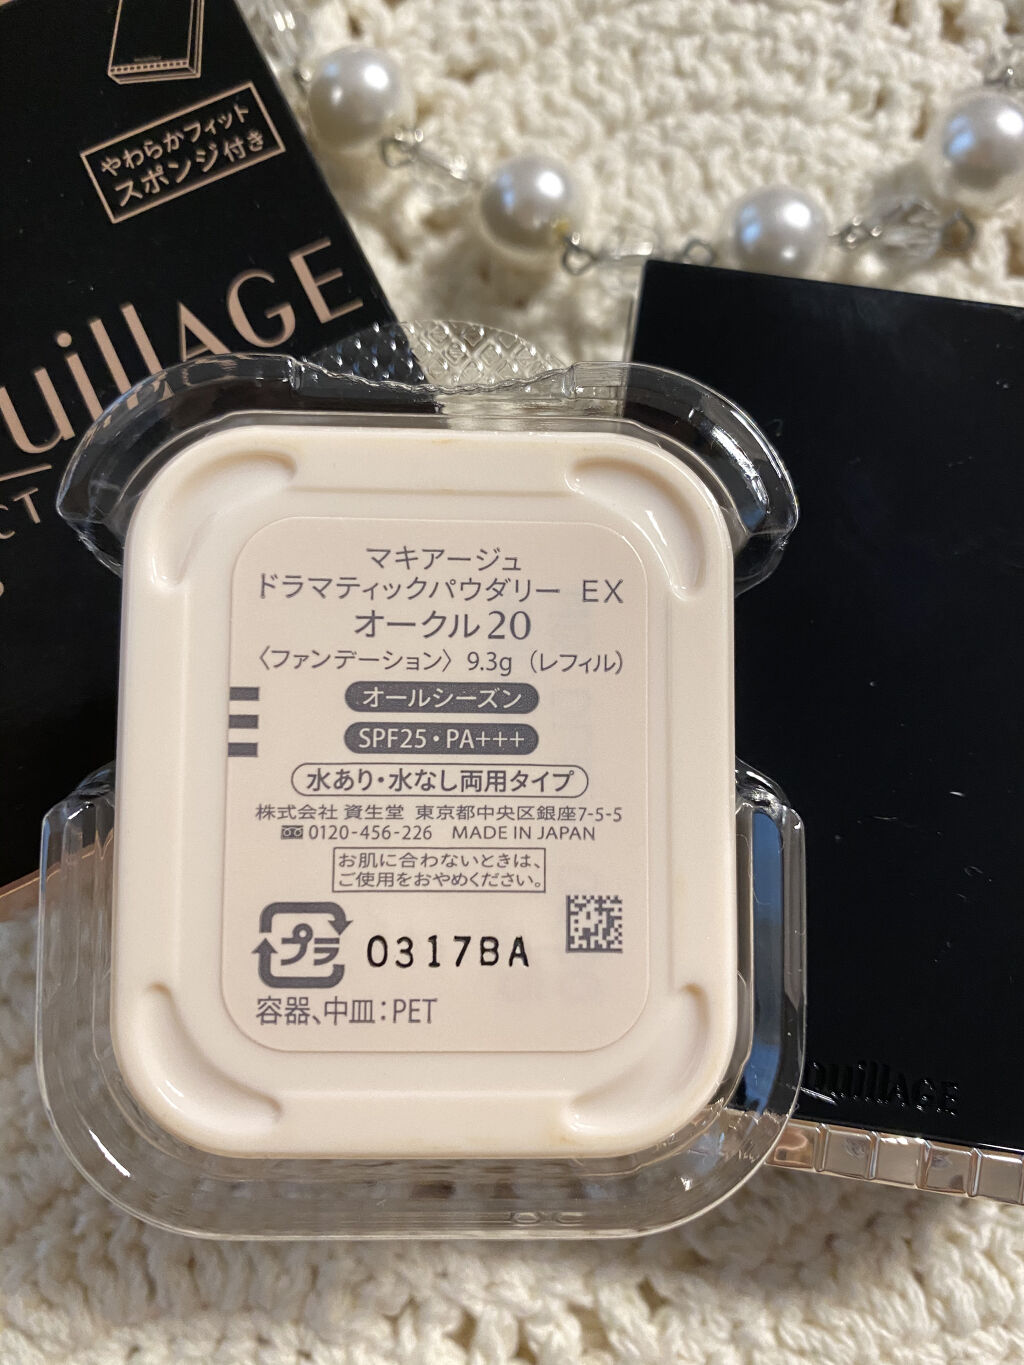 やわらかフィット
スポンジ付き
uillAGE
CT
マキアージュ
ドラマティックパウダリー EX
オークル 20
〈ファンデーション〉 9.3g（レフィル）
オールシーズン
SPF25・PA+++
水あり・水なし両用タイプ
株式会社 資生堂 東京都中央区銀座7-5-5
0120-456-226 MADE IN JAPAN
お肌に合わないときは、
ご使用をおやめください。
プラ
0317BA
容器、中皿：PET
quillAGE